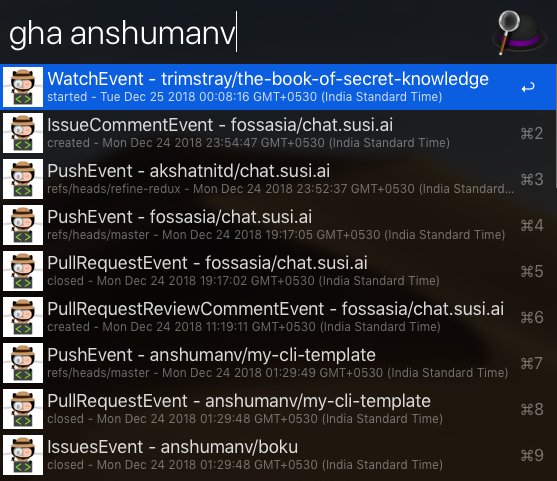 gha anshumanv
WatchEvent - trimstray/the-book-of-secret-knowledge
started - Tue Dec 25 2018 00:08:16 GMT+0530 (India Standard Time)
IssueCommentEvent - fossasia/chat.susi.ai
created - Mon Dec 24 2018 23:54:47 GMT+0530 (India Standard Time)
⌘2
PushEvent - akshatnitd/chat.susi.ai
refs/heads/refine-redux - Mon Dec 24 2018 23:52:37 GMT+0530 (India Standard...
⌘3
PushEvent - fossasia/chat.susi.ai
refs/heads/master - Mon Dec 24 2018 19:17:05 GMT+0530 (India Standard Time)
⌘4
PullRequestEvent - fossasia/chat.susi.ai
closed - Mon Dec 24 2018 19:17:02 GMT+0530 (India Standard Time)
⌘5
PullRequestReviewCommentEvent - fossasia/chat.susi.ai
created - Mon Dec 24 2018 11:19:11 GMT+0530 (India Standard Time)
⌘6
PushEvent - anshumanv/my-cli-template
refs/heads/master - Mon Dec 24 2018 01:29:49 GMT+0530 (India Standard Time)
⌘7
PullRequestEvent - anshumanv/my-cli-template
closed - Mon Dec 24 2018 01:29:48 GMT+0530 (India Standard Time)
⌘8
IssuesEvent - anshumanv/boku
closed - Mon Dec 24 2018 01:29:48 GMT+0530 (India Standard Time)
⌘9